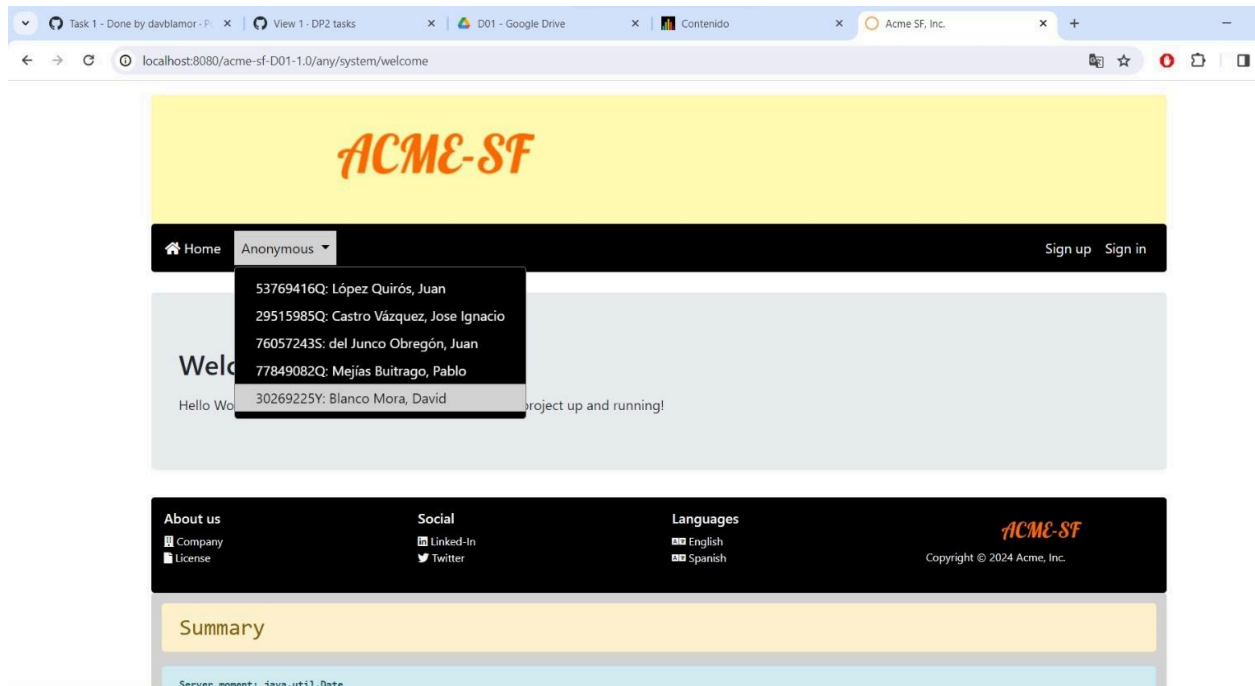 Task 1 - Done by davblamor - P
View 1 · DP2 tasks
D01 - Google Drive
Contenido
Acme SF, Inc.
localhost:8080/acme-sf-D01-1.0/any/system/welcome
ACME-SF
Home Anonymous Sign up Sign in
53769416Q: López Quirós, Juan
29515985Q: Castro Vázquez, Jose Ignacio
76057243S: del Junco Obregón, Juan
77849082Q: Mejías Buitrago, Pablo
30269225Y: Blanco Mora, David
Welc
Hello Wo project up and running!
About us Social Languages
Company Linked-In English
License Twitter Spanish
ACME-SF
Copyright © 2024 Acme, Inc.
Summary
Server moment: java.util.Date